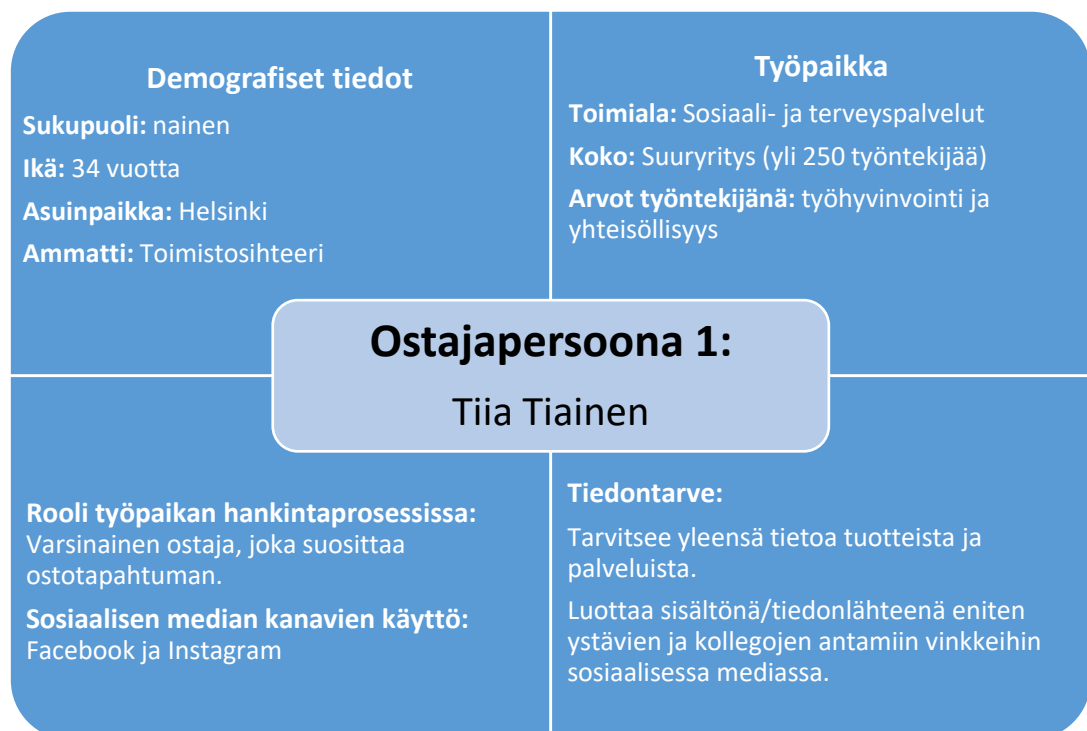 Demografiset tiedot
Sukupuoli: nainen
Ikä: 34 vuotta
Asuinpaikka: Helsinki
Ammatti: Toimistosihteeri
Työpaikka
Toimiala: Sosiaali- ja terveyspalvelut
Koko: Suuryritys (yli 250 työntekijää)
Arvot työntekijänä: työhyvinvointi ja
yhteisöllisyys
Ostajapersoona 1:
Tiia Tiainen
Rooli työpaikan hankintaprosessissa:
Varsinainen ostaja, joka suosittaa
ostotapahtuman.
Sosiaalisen median kanavien käyttö:
Facebook ja Instagram
Tiedontarve:
Tarvitsee yleensä tietoa tuotteista ja
palveluista.
Luottaa sisältönä/tiedonlähteenä eniten
ystävien ja kollegojen antamiin vinkkeihin
sosiaalisessa mediassa.